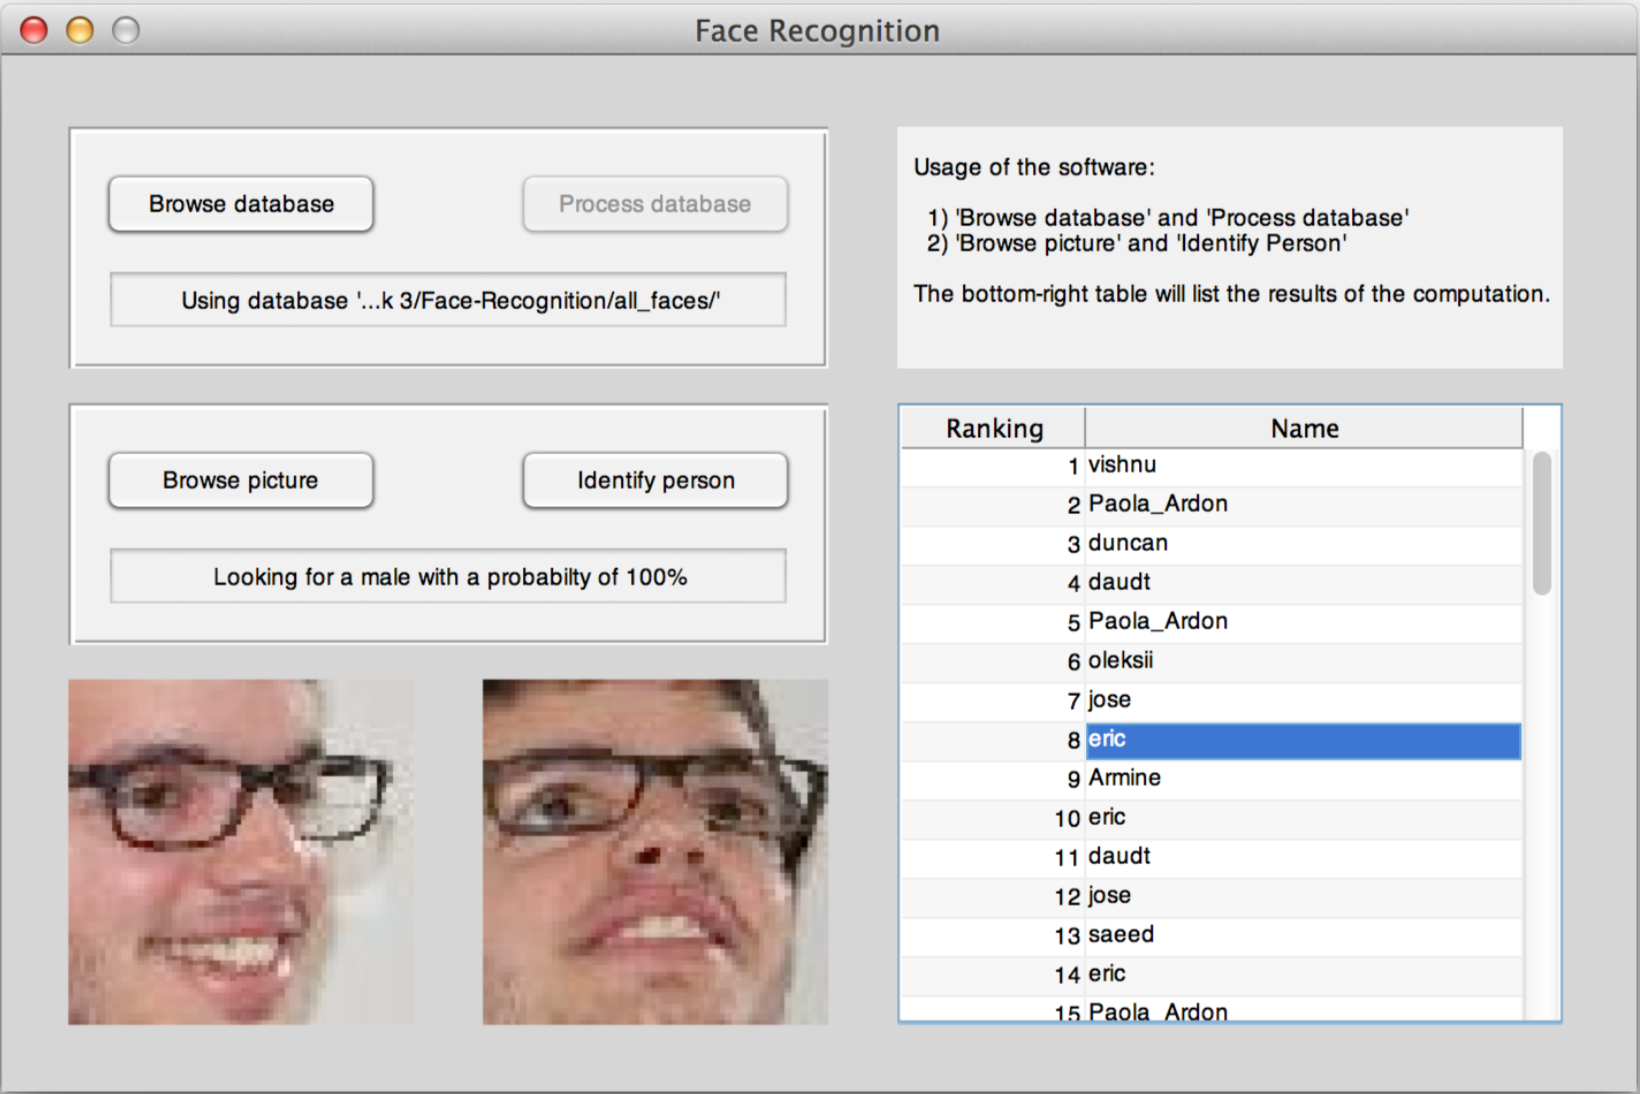 Face Recognition
Browse database
Process database
Using database '...k 3/Face-Recognition/all_faces/'
Usage of the software:
1) 'Browse database' and 'Process database'
2) 'Browse picture' and 'Identify Person'
The bottom-right table will list the results of the computation.
Browse picture
Identify person
Looking for a male with a probabilty of 100%
Ranking Name
1 vishnu
2 Paola_Ardon
3 duncan
4 daudt
5 Paola_Ardon
6 oleksii
7 jose
8 eric
9 Armine
10 eric
11 daudt
12 jose
13 saeed
14 eric
15 Paola_Ardon